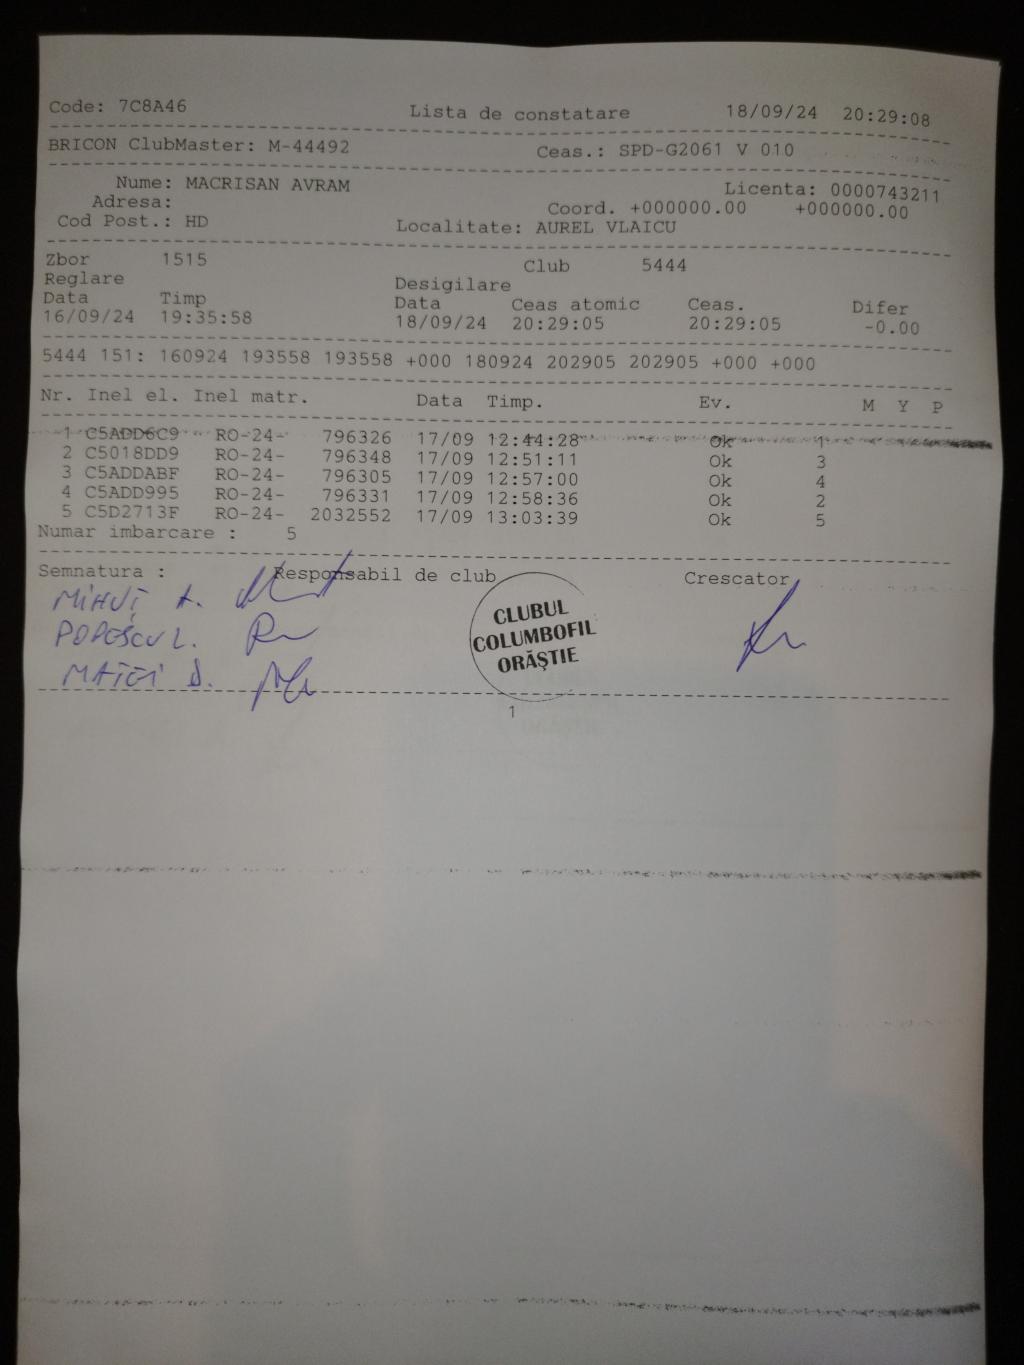 Code: 7C8A46 Lista de constatare 18/09/24 20:29:08
BRICON ClubMaster: M-44492 Ceas.: SPD-G2061 V 010
Nume: MACRISAN AVRAM Licenta: 0000743211
Adresa: Coord. +000000.00 +000000.00
Cod Post.: HD Localitate: AUREL VLAICU
Zbor 1515 Club 5444
Reglare Desigilare
Data Timp Data Ceas atomic Ceas. Difer
16/09/24 19:35:58 18/09/24 20:29:05 20:29:05 -0.00
5444 151: 160924 193558 193558 +000 180924 202905 202905 +000 +000
Nr. Inel el. Inel matr. Data Timp. Ev. M Y P
1 C5ADD6C9 RO-24- 796326 17/09 12:44:28 Ok 1
2 C5018DD9 RO-24- 796348 17/09 12:51:11 Ok 3
3 C5ADDABF RO-24- 796305 17/09 12:57:00 Ok 4
4 C5ADD995 RO-24- 796331 17/09 12:58:36 Ok 2
5 C5D2713F RO-24- 2032552 17/09 13:03:39 Ok 5
Numar imbarcare : 5
Semnatura : Responsabil de club Crescator
MIHUȚ A.
POPESCU L.
MATEI D.
CLUBUL
COLUMBOFIL
ORĂȘTIE
1